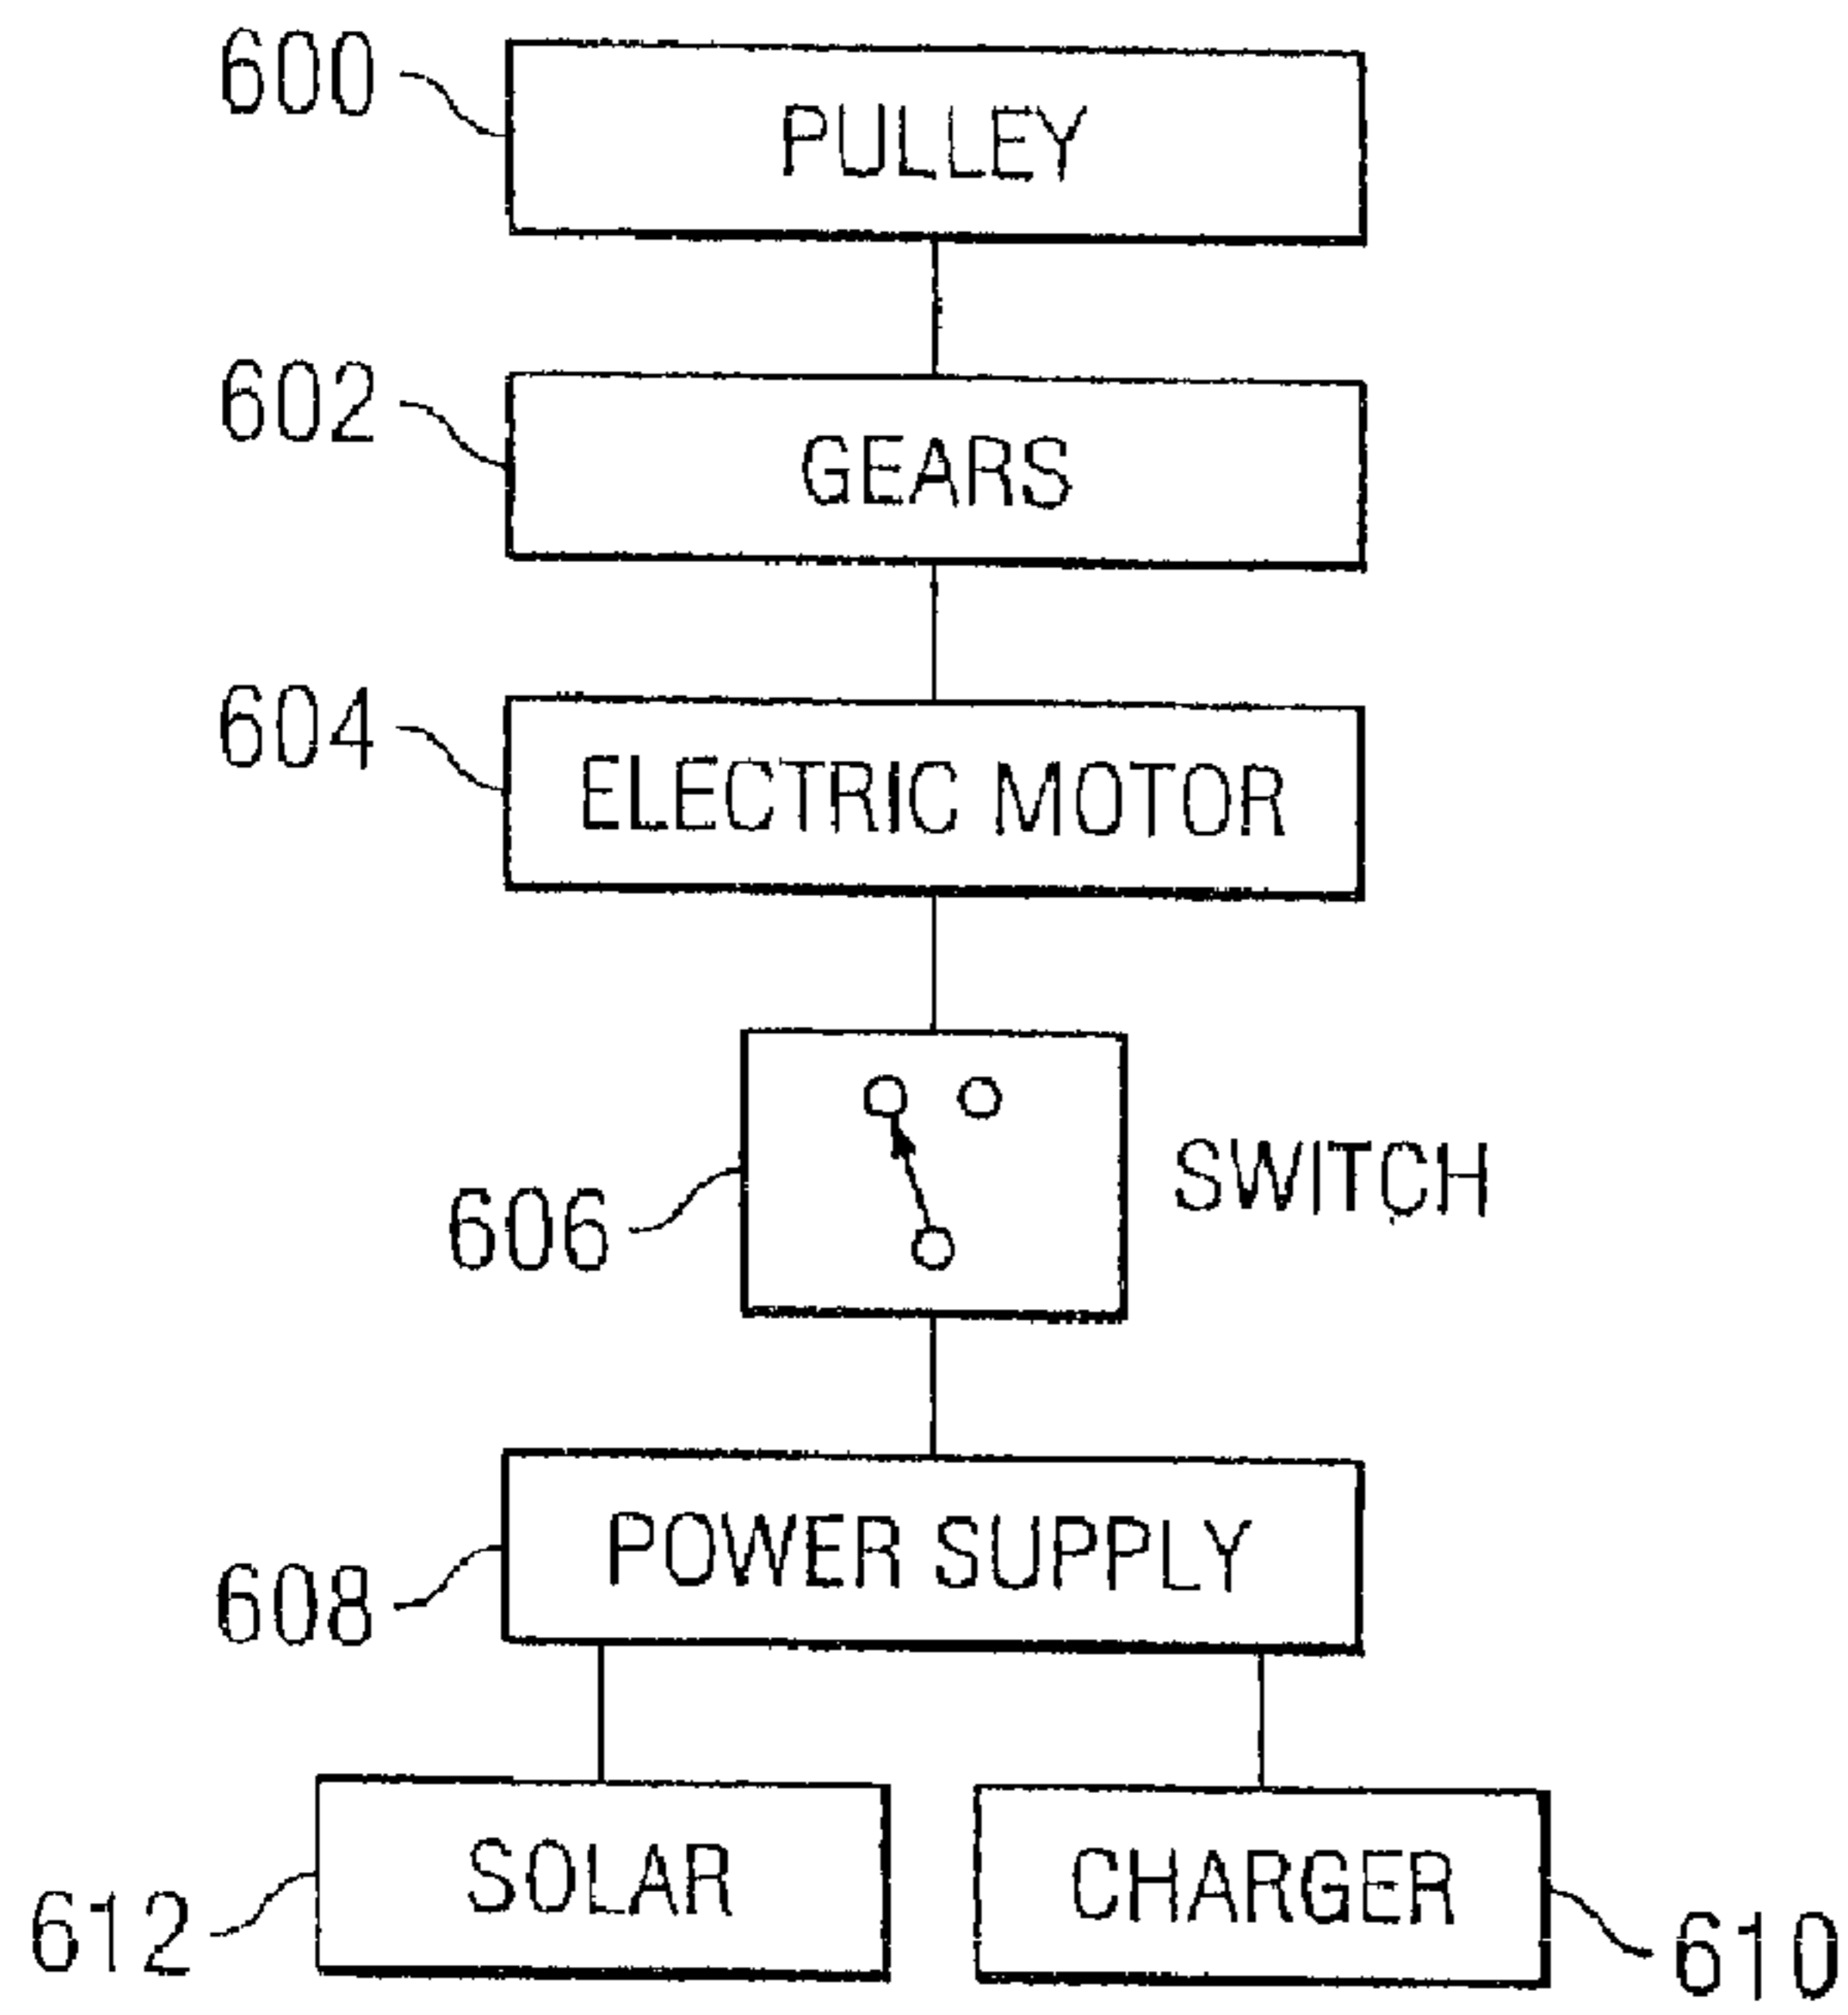 600
PULLEY
602
GEARS
604
ELECTRIC MOTOR
606
SWITCH
608
POWER SUPPLY
612
SOLAR
CHARGER
610